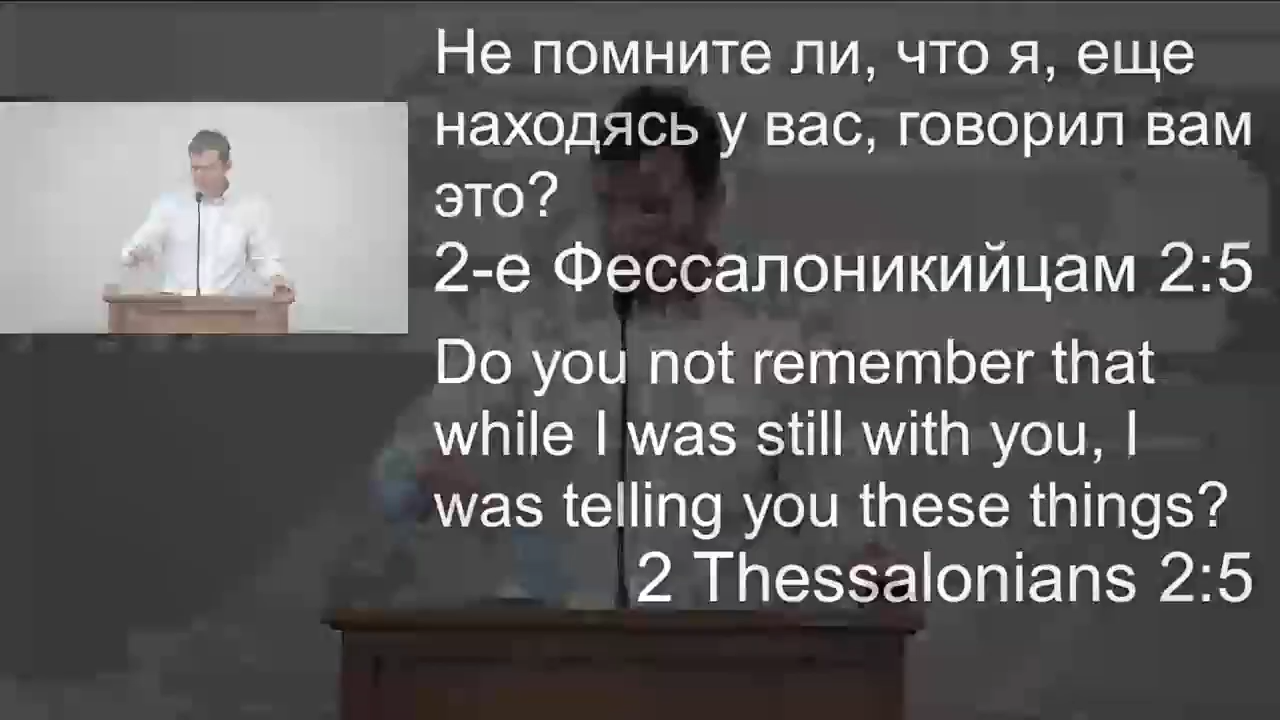 Не помните ли, что я, еще
находясь у вас, говорил вам
это?
2-е Фессалоникийцам 2:5
Do you not remember that
while I was still with you, I
was telling you these things?
2 Thessalonians 2:5